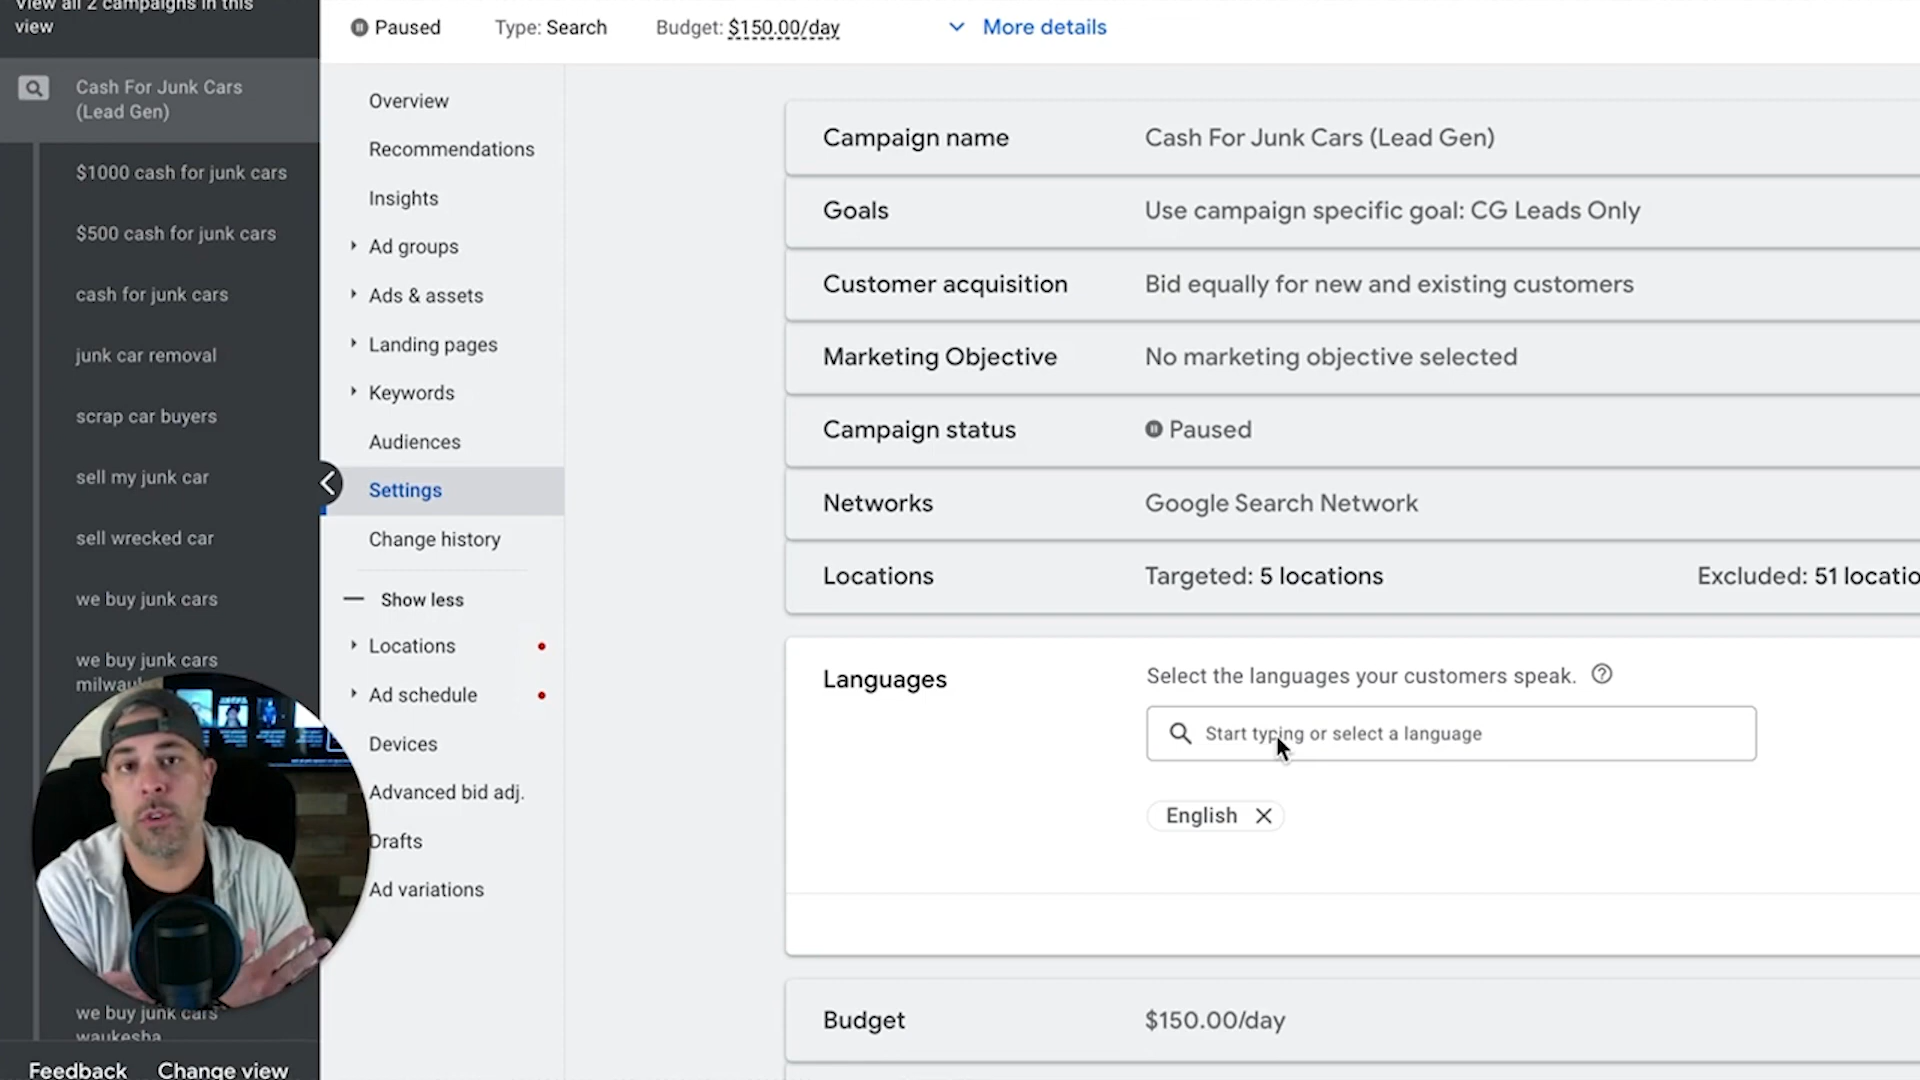 View all 2 campaigns in this
view
Cash For Junk Cars
(Lead Gen)
$1000 cash for junk cars
$500 cash for junk cars
cash for junk cars
junk car removal
scrap car buyers
sell my junk car
sell wrecked car
we buy junk cars
we buy junk cars
we buy junk cars
waukesha
Feedback Change view
Paused Type: Search Budget: $150.00/day More details
Overview
Recommendations
Insights
Ad groups
Ads & assets
Landing pages
Keywords
Audiences
Settings
Change history
Show less
Locations
Ad schedule
Devices
Advanced bid adj.
Drafts
Ad variations
Campaign name Cash For Junk Cars (Lead Gen)
Goals Use campaign specific goal: CG Leads Only
Customer acquisition Bid equally for new and existing customers
Marketing Objective No marketing objective selected
Campaign status Paused
Networks Google Search Network
Locations Targeted: 5 locations Excluded: 51 locatio
Languages Select the languages your customers speak.
Start typing or select a language
English
Budget $150.00/day